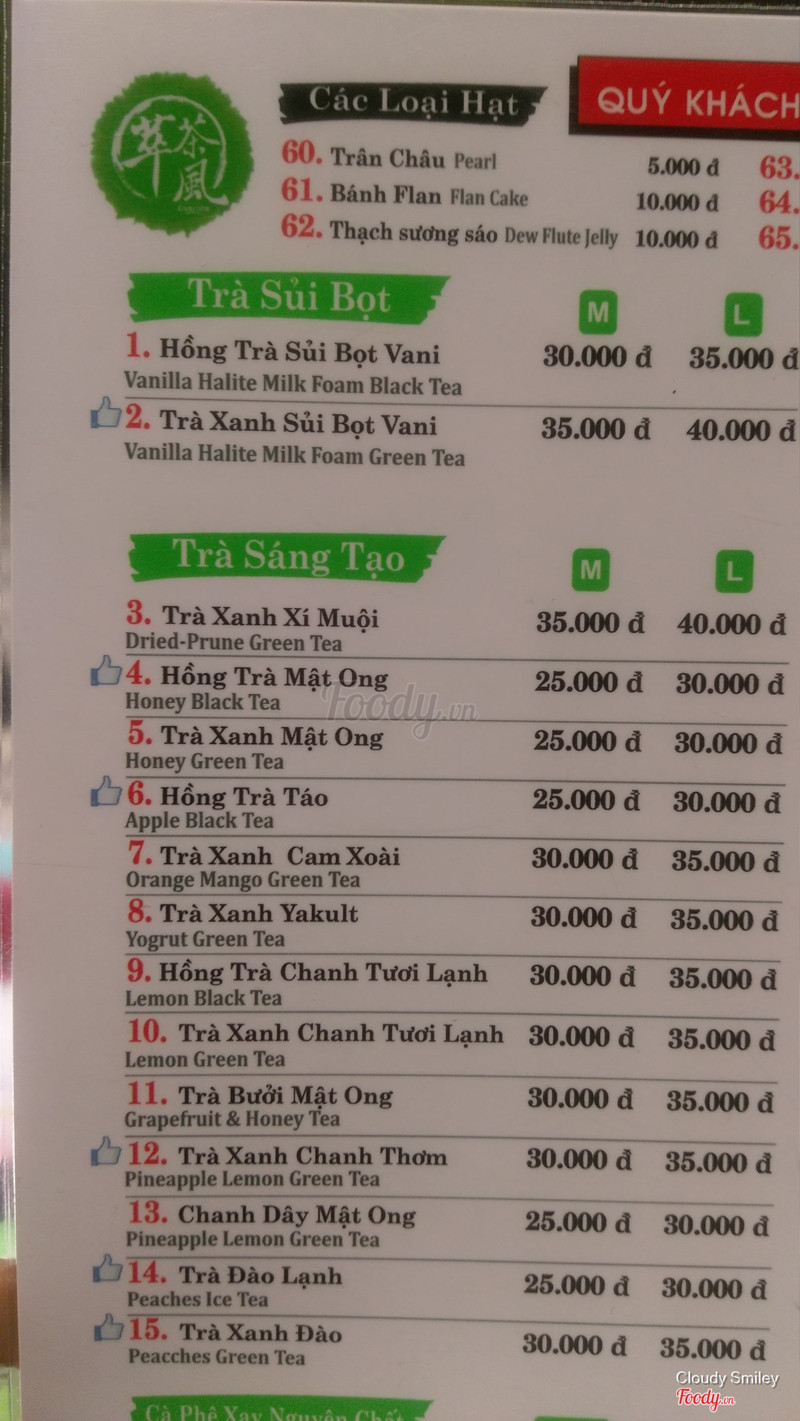 萃茶風
Các Loại Hạt
QUÝ KHÁCH
60. Trân Châu Pearl 5.000 đ 63.
61. Bánh Flan Flan Cake 10.000 đ 64.
62. Thạch sương sáo Dew Flute Jelly 10.000 đ 65.
Trà Sủi Bọt M L
1. Hồng Trà Sủi Bọt Vani 30.000 đ 35.000 đ
Vanilla Halite Milk Foam Black Tea
2. Trà Xanh Sủi Bọt Vani 35.000 đ 40.000 đ
Vanilla Halite Milk Foam Green Tea
Trà Sáng Tạo M L
3. Trà Xanh Xí Muội 35.000 đ 40.000 đ
Dried-Prune Green Tea
4. Hồng Trà Mật Ong 25.000 đ 30.000 đ
Honey Black Tea
Foody.vn
5. Trà Xanh Mật Ong 25.000 đ 30.000 đ
Honey Green Tea
6. Hồng Trà Táo 25.000 đ 30.000 đ
Apple Black Tea
7. Trà Xanh Cam Xoài 30.000 đ 35.000 đ
Orange Mango Green Tea
8. Trà Xanh Yakult 30.000 đ 35.000 đ
Yogrut Green Tea
9. Hồng Trà Chanh Tươi Lạnh 30.000 đ 35.000 đ
Lemon Black Tea
10. Trà Xanh Chanh Tươi Lạnh 30.000 đ 35.000 đ
Lemon Green Tea
11. Trà Bưởi Mật Ong 30.000 đ 35.000 đ
Grapefruit & Honey Tea
12. Trà Xanh Chanh Thơm 30.000 đ 35.000 đ
Pineapple Lemon Green Tea
13. Chanh Dây Mật Ong 25.000 đ 30.000 đ
Pineapple Lemon Green Tea
14. Trà Đào Lạnh 25.000 đ 30.000 đ
Peaches Ice Tea
15. Trà Xanh Đào 30.000 đ 35.000 đ
Peacches Green Tea
Cloudy Smiley
Foody.vn
Cà Phê Xay Nguyên Chất